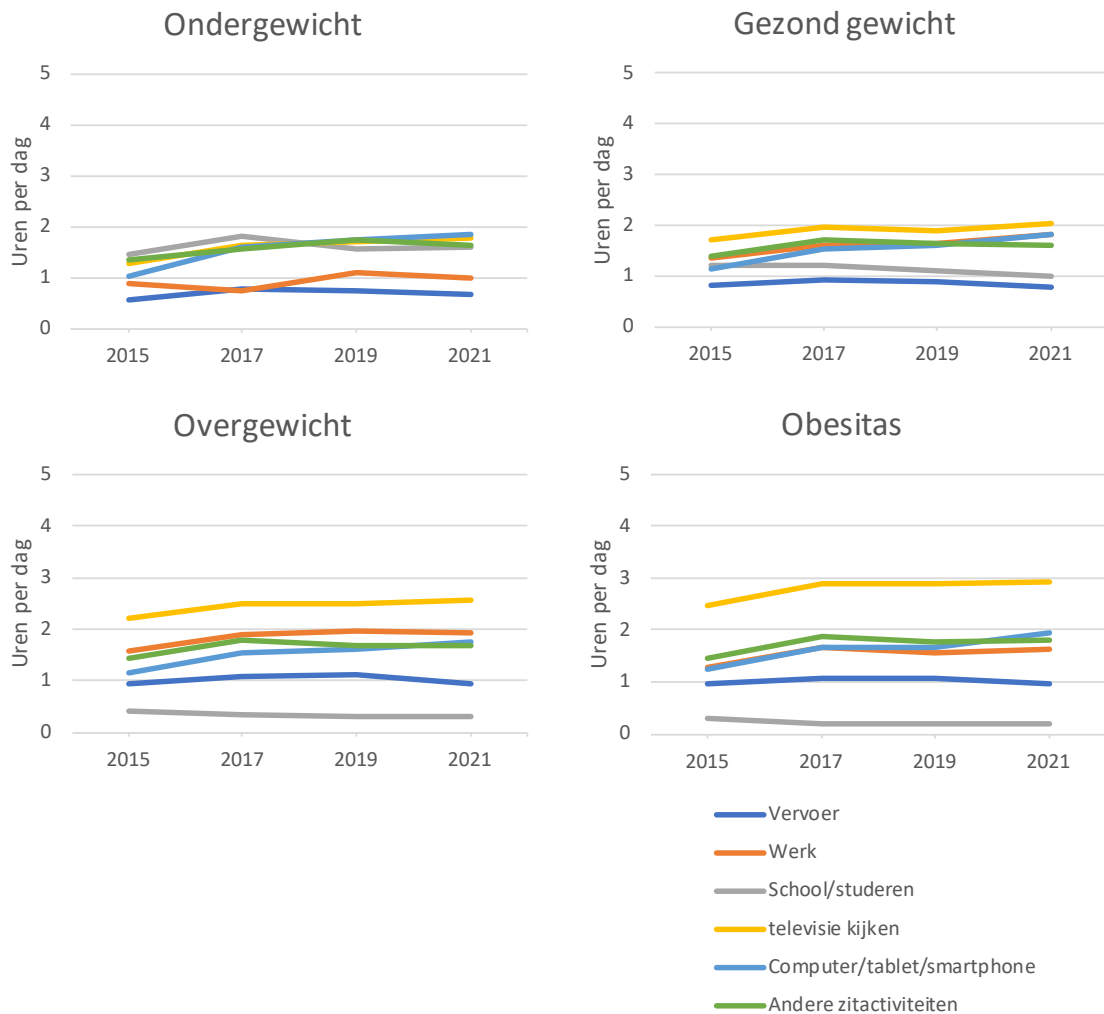 Ondergewicht
5
4
3
2
1
0
Uren per dag
2015 2017 2019 2021
Gezond gewicht
5
4
3
2
1
0
Uren per dag
2015 2017 2019 2021
Overgewicht
5
4
3
2
1
0
Uren per dag
2015 2017 2019 2021
Obesitas
5
4
3
2
1
0
Uren per dag
2015 2017 2019 2021
Vervoer
Werk
School/studeren
televisie kijken
Computer/tablet/smartphone
Andere zitactiviteiten